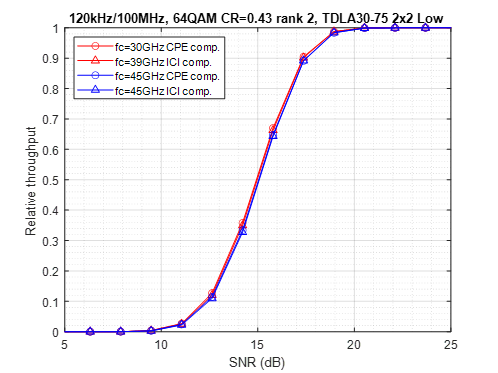 120kHz/100MHz, 64QAM CR=0.43 rank 2, TDLA30-75 2x2 Low
fc=30GHz CPE comp.
fc=39GHz ICI comp.
fc=45GHz CPE comp.
fc=45GHz ICI comp.
1
0.9
0.8
0.7
0.6
0.5
0.4
0.3
0.2
0.1
0
Relative throughput
5
10
15
20
25
SNR (dB)